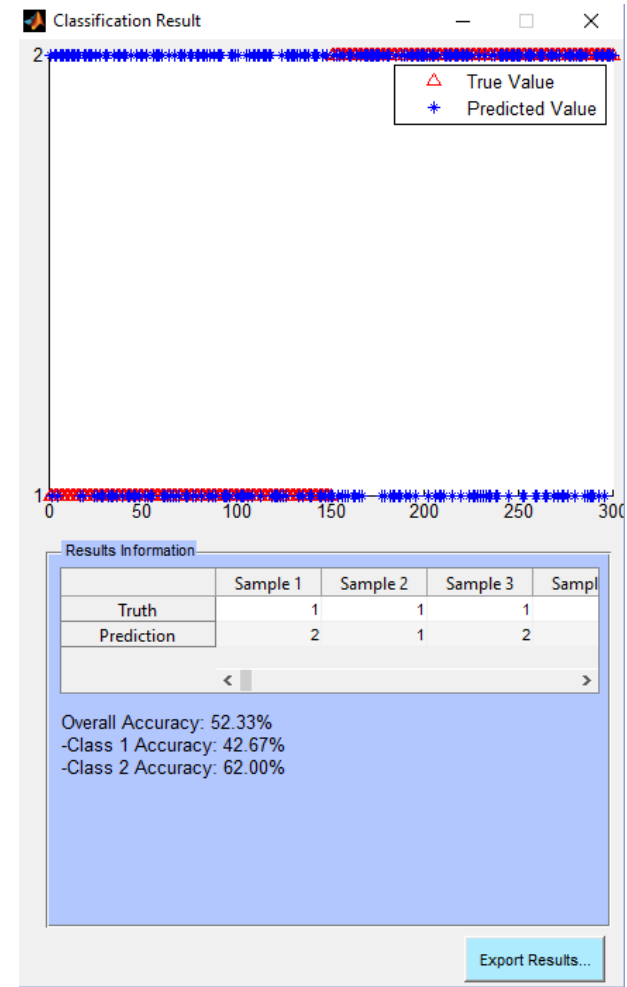 Classification Result
2
True Value
Predicted Value
1
0 50 100 150 200 250 300
Results Information
Sample 1 Sample 2 Sample 3 Sampl
Truth 1 1 1
Prediction 2 1 2
Overall Accuracy: 52.33%
-Class 1 Accuracy: 42.67%
-Class 2 Accuracy: 62.00%
Export Results...